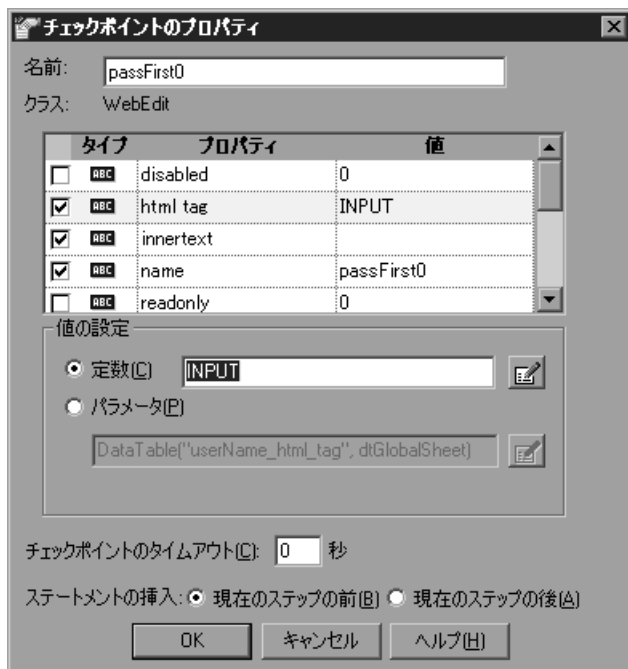 チェックポイントのプロパティ
名前: passFirst0
クラス: WebEdit
タイプ プロパティ 値
ABC disabled 0
ABC html tag INPUT
ABC innertext
ABC name passFirst0
ABC readonly 0
値の設定
定数(C) INPUT
パラメータ(P)
DataTable("userName_html_tag", dtGlobalSheet)
チェックポイントのタイムアウト(C): 0 秒
ステートメントの挿入: 現在のステップの前(B) 現在のステップの後(A)
OK キャンセル ヘルプ(H)